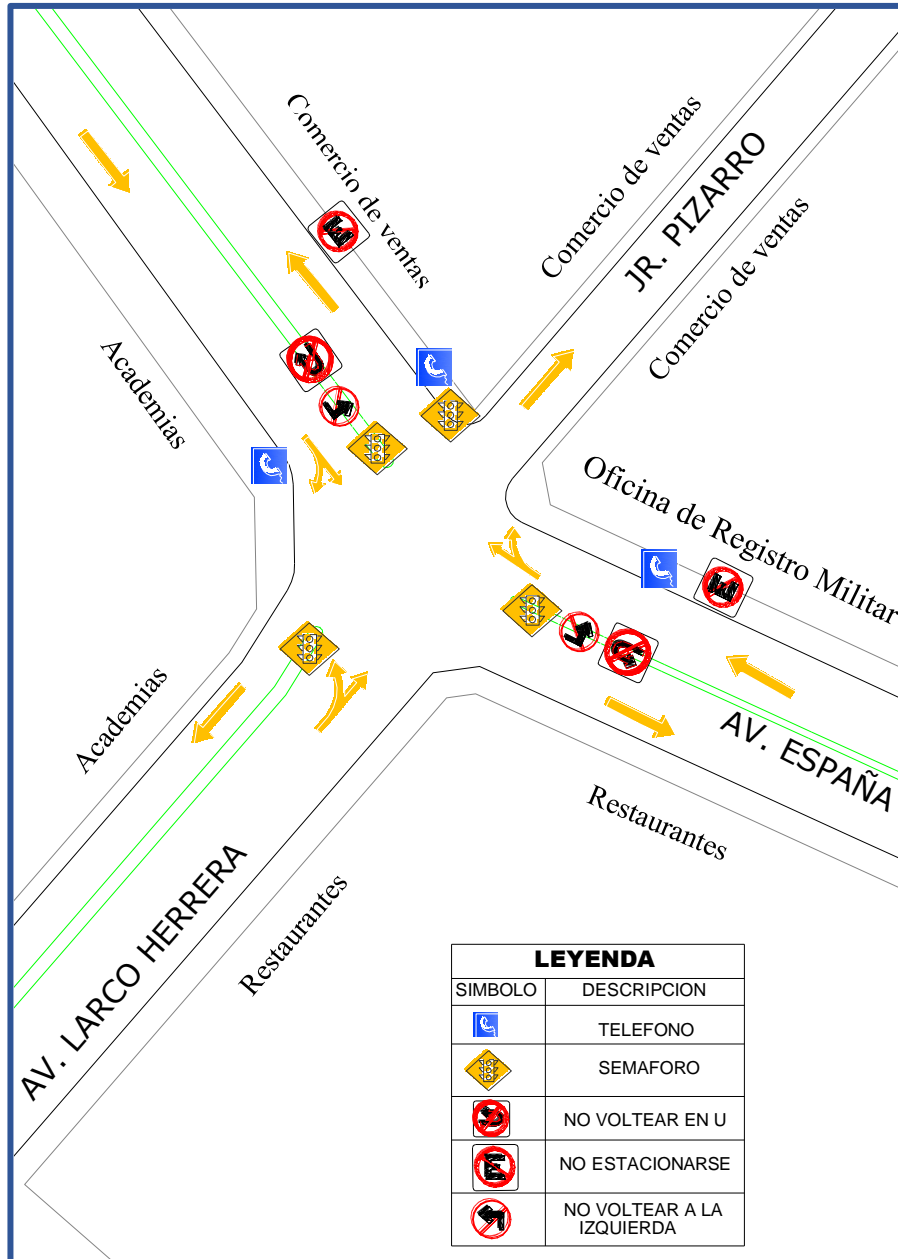 Comercio de ventas
Comercio de ventas
JR. PIZARRO
Comercio de ventas
Academias
Oficina de Registro Militar
Academias
AV. ESPAÑA
Restaurantes
AV. LARCO HERRERA
Restaurantes
LEYENDA
SIMBOLO DESCRIPCION
TELEFONO
SEMAFORO
NO VOLTEAR EN U
NO ESTACIONARSE
NO VOLTEAR A LA
IZQUIERDA